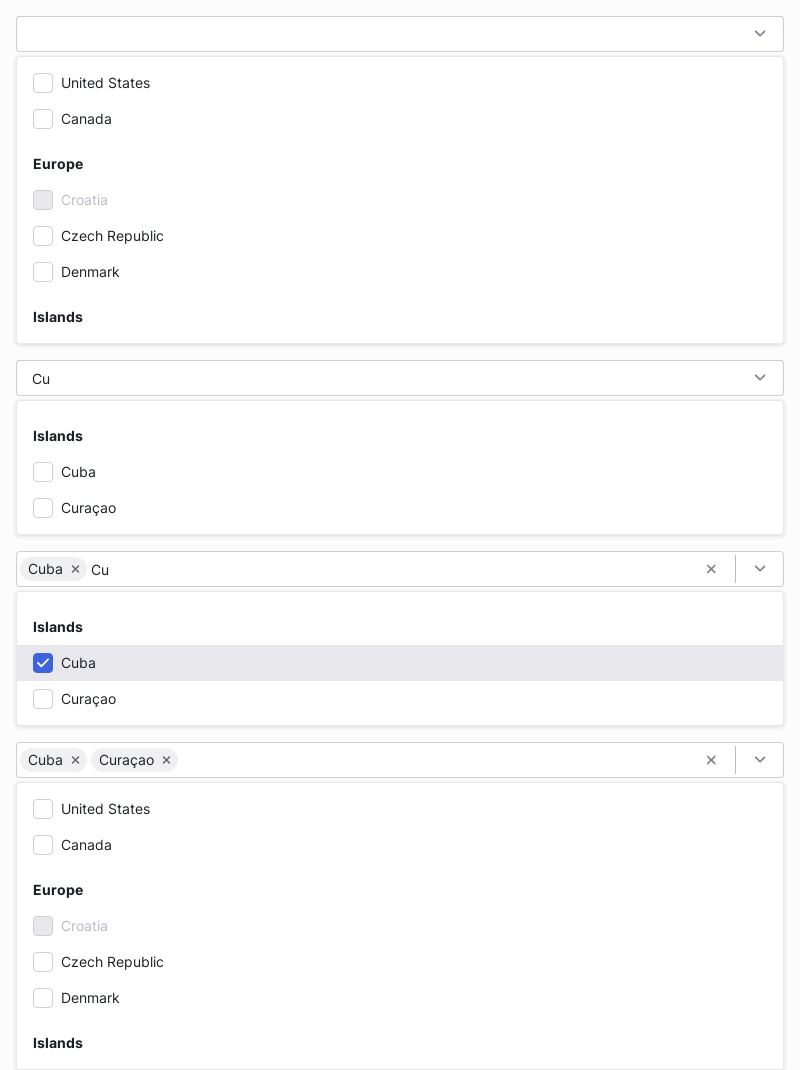 United States
Canada
Europe
Croatia
Czech Republic
Denmark
Islands
Cu
Islands
Cuba
Curaçao
Cuba Cu
Islands
Cuba
Curaçao
Cuba Curaçao
United States
Canada
Europe
Croatia
Czech Republic
Denmark
Islands